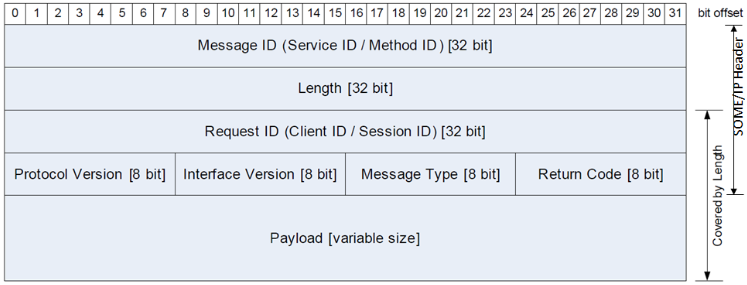 0 1 2 3 4 5 6 7 8 9 10 11 12 13 14 15 16 17 18 19 20 21 22 23 24 25 26 27 28 29 30 31 bit offset
Message ID (Service ID / Method ID) [32 bit]
Length [32 bit]
Request ID (Client ID / Session ID) [32 bit]
Protocol Version [8 bit] Interface Version [8 bit] Message Type [8 bit] Return Code [8 bit]
Payload [variable size]
SOME/IP Header
Covered by Length